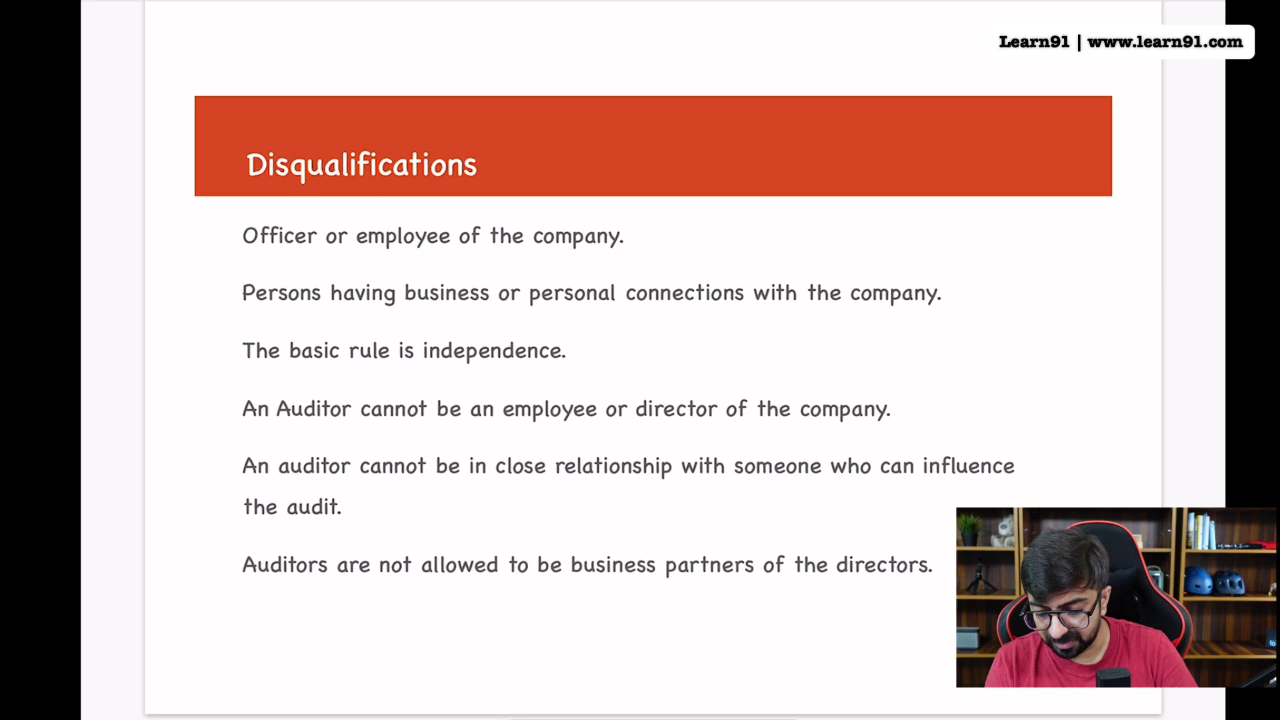 Learn91 | www.learn91.com
Disqualifications
Officer or employee of the company.
Persons having business or personal connections with the company.
The basic rule is independence.
An Auditor cannot be an employee or director of the company.
An auditor cannot be in close relationship with someone who can influence
the audit.
Auditors are not allowed to be business partners of the directors.